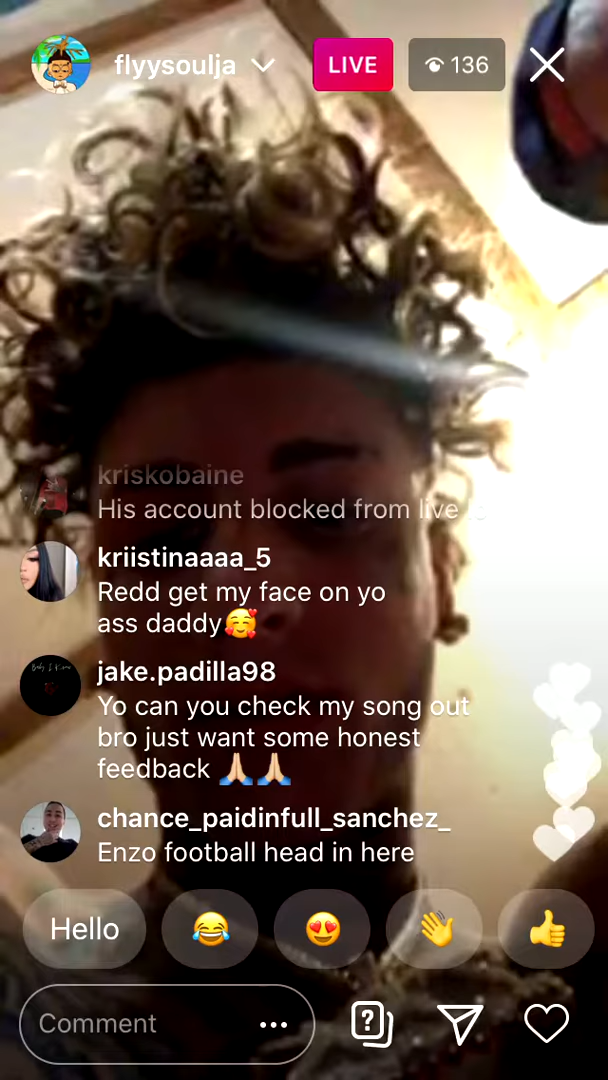 flyysoulja
LIVE
136
kriskobaine
His account blocked from live
kriistinaaaa_5
Redd get my face on yo
ass daddy🥰
jake.padilla98
Yo can you check my song out
bro just want some honest
feedback 🙏🏼🙏🏼
chance_paidinfull_sanchez_
Enzo football head in here
Hello
Comment